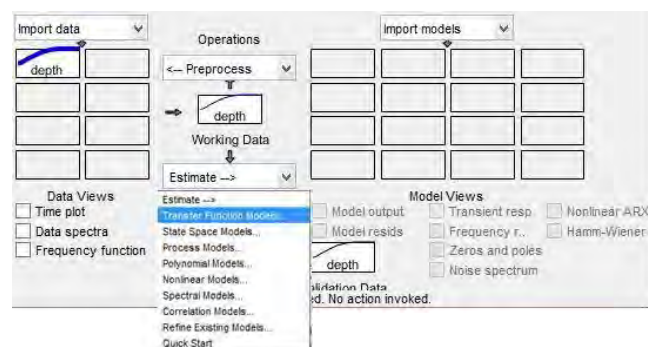 Import data
Operations
Import models
depth
<-- Preprocess
depth
Working Data
Estimate -->
Data Views
Time plot
Data spectra
Frequency function
Estimate -->
Transfer Function Models...
State Space Models...
Process Models...
Polynomial Models...
Nonlinear Models...
Spectral Models...
Correlation Models...
Refine Existing Models...
Quick Start
Model Views
Model output
Transient resp
Nonlinear ARX
Model resids
Frequency r..
Hamm-Wiener
Zeros and poles
Noise spectrum
depth
lidation Data
ed. No action invoked.